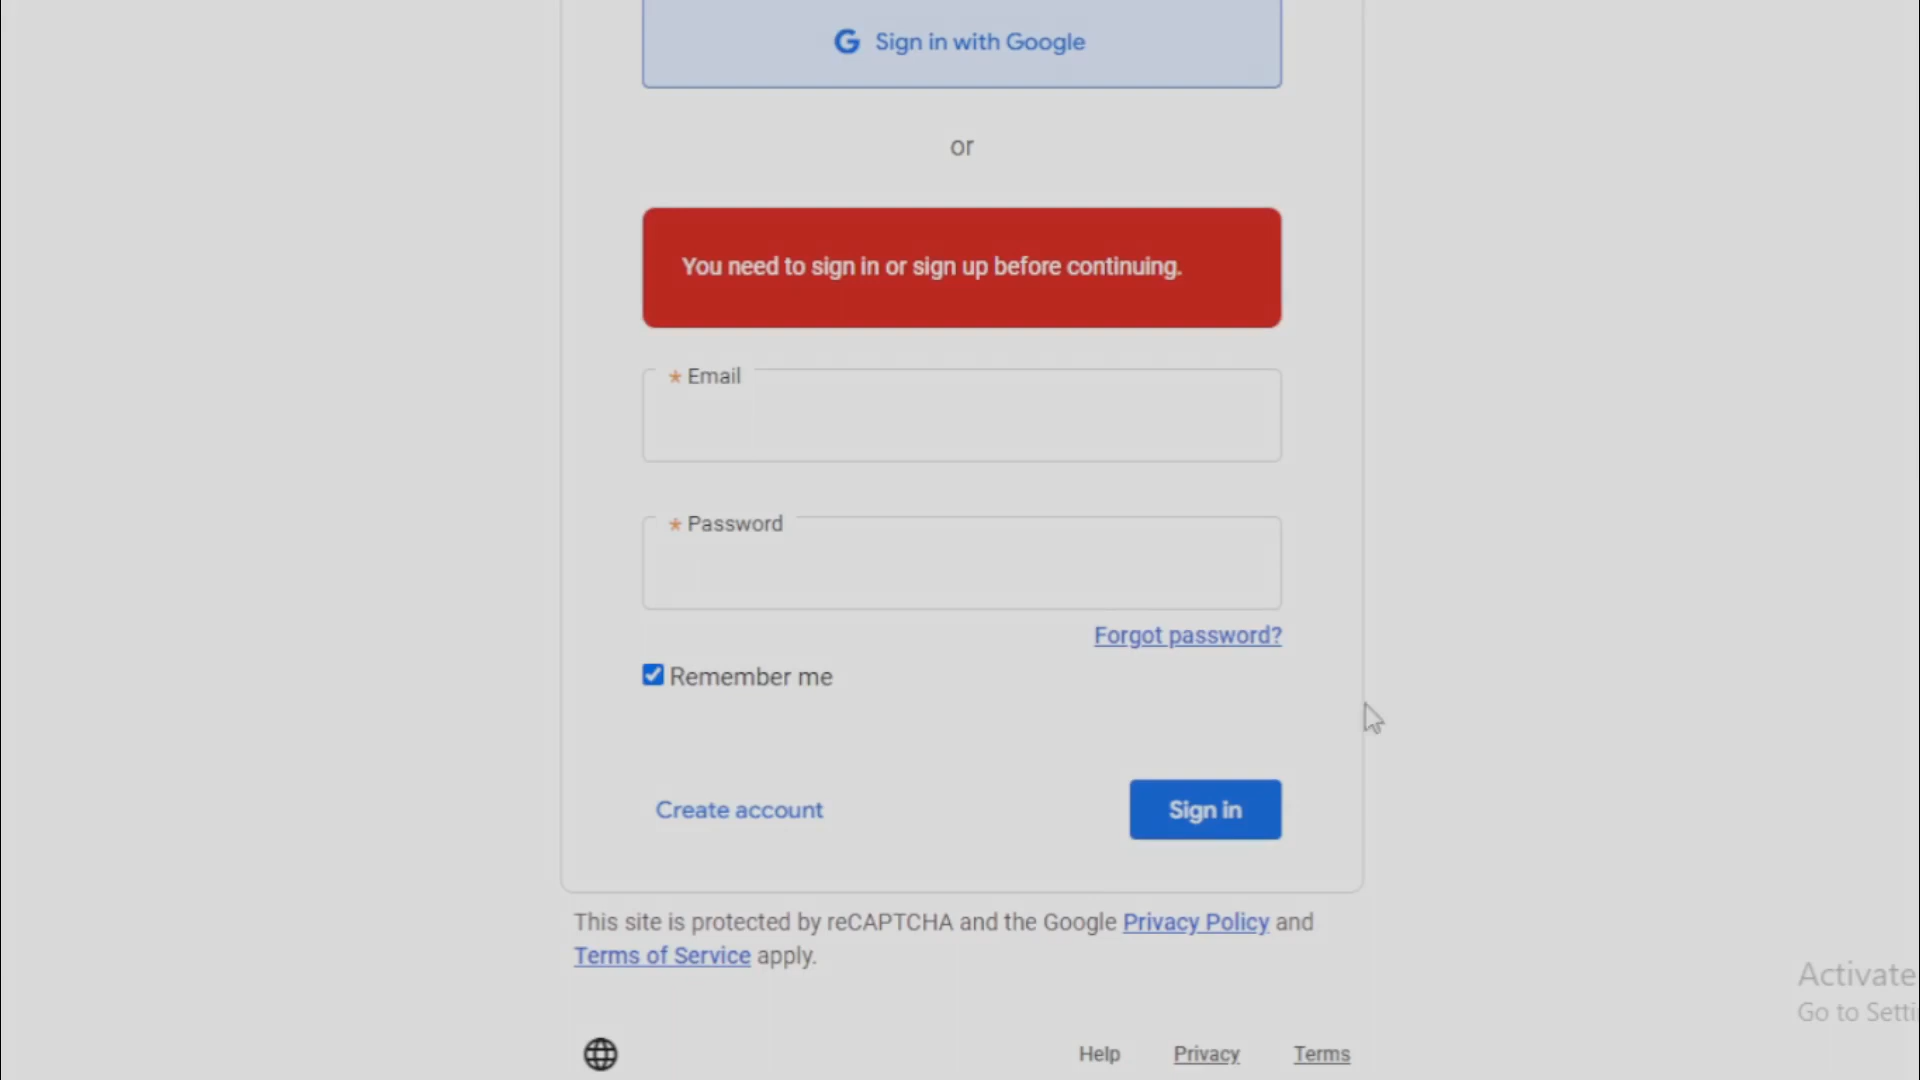 Sign in with Google
or
You need to sign in or sign up before continuing.
* Email
* Password
Forgot password?
Remember me
Create account
Sign in
This site is protected by reCAPTCHA and the Google Privacy Policy and
Terms of Service apply.
Activate
Go to Setti
Help
Privacy
Terms